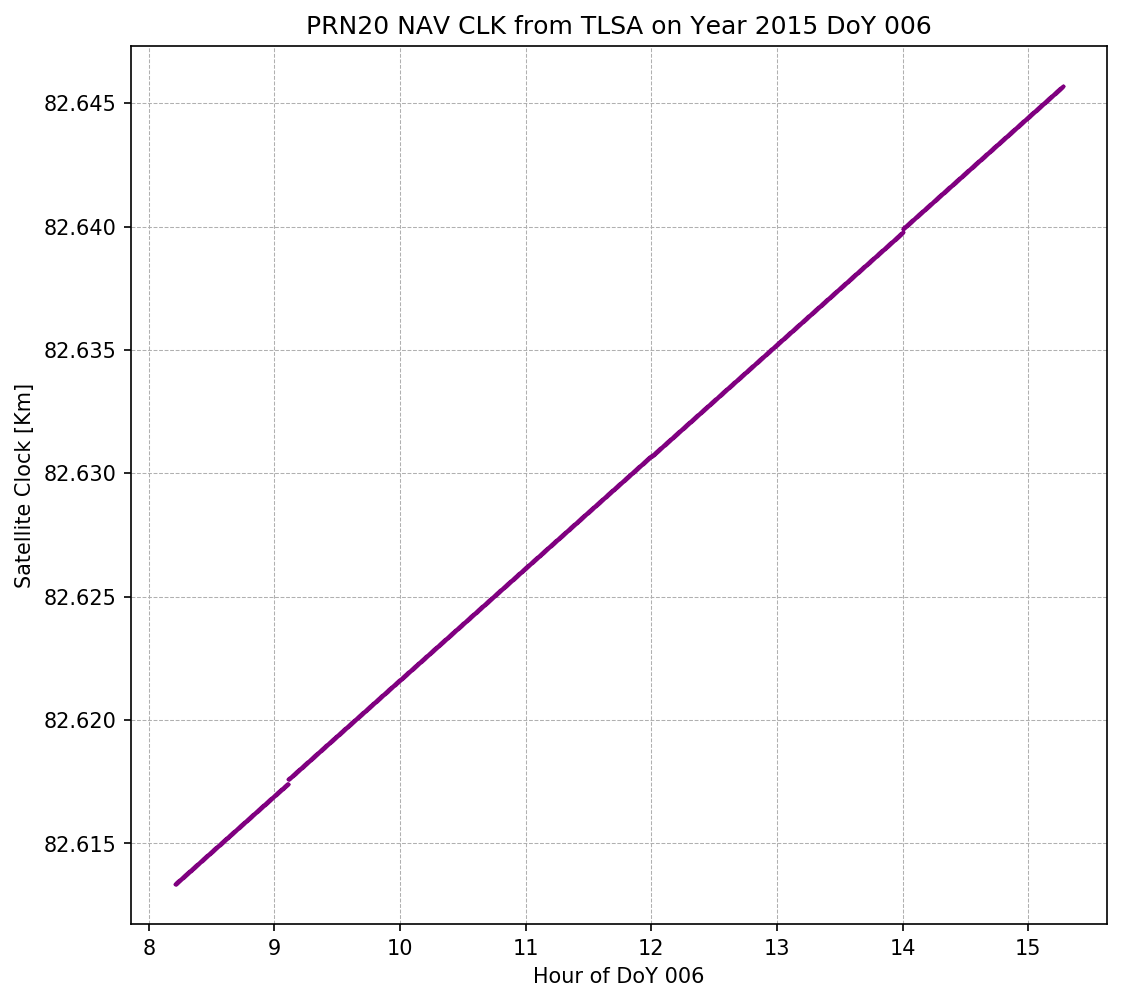 PRN20 NAV CLK from TLSA on Year 2015 DoY 006
82.645
82.640
82.635
82.630
82.625
82.620
82.615
Satellite Clock [Km]
8 9 10 11 12 13 14 15
Hour of DoY 006